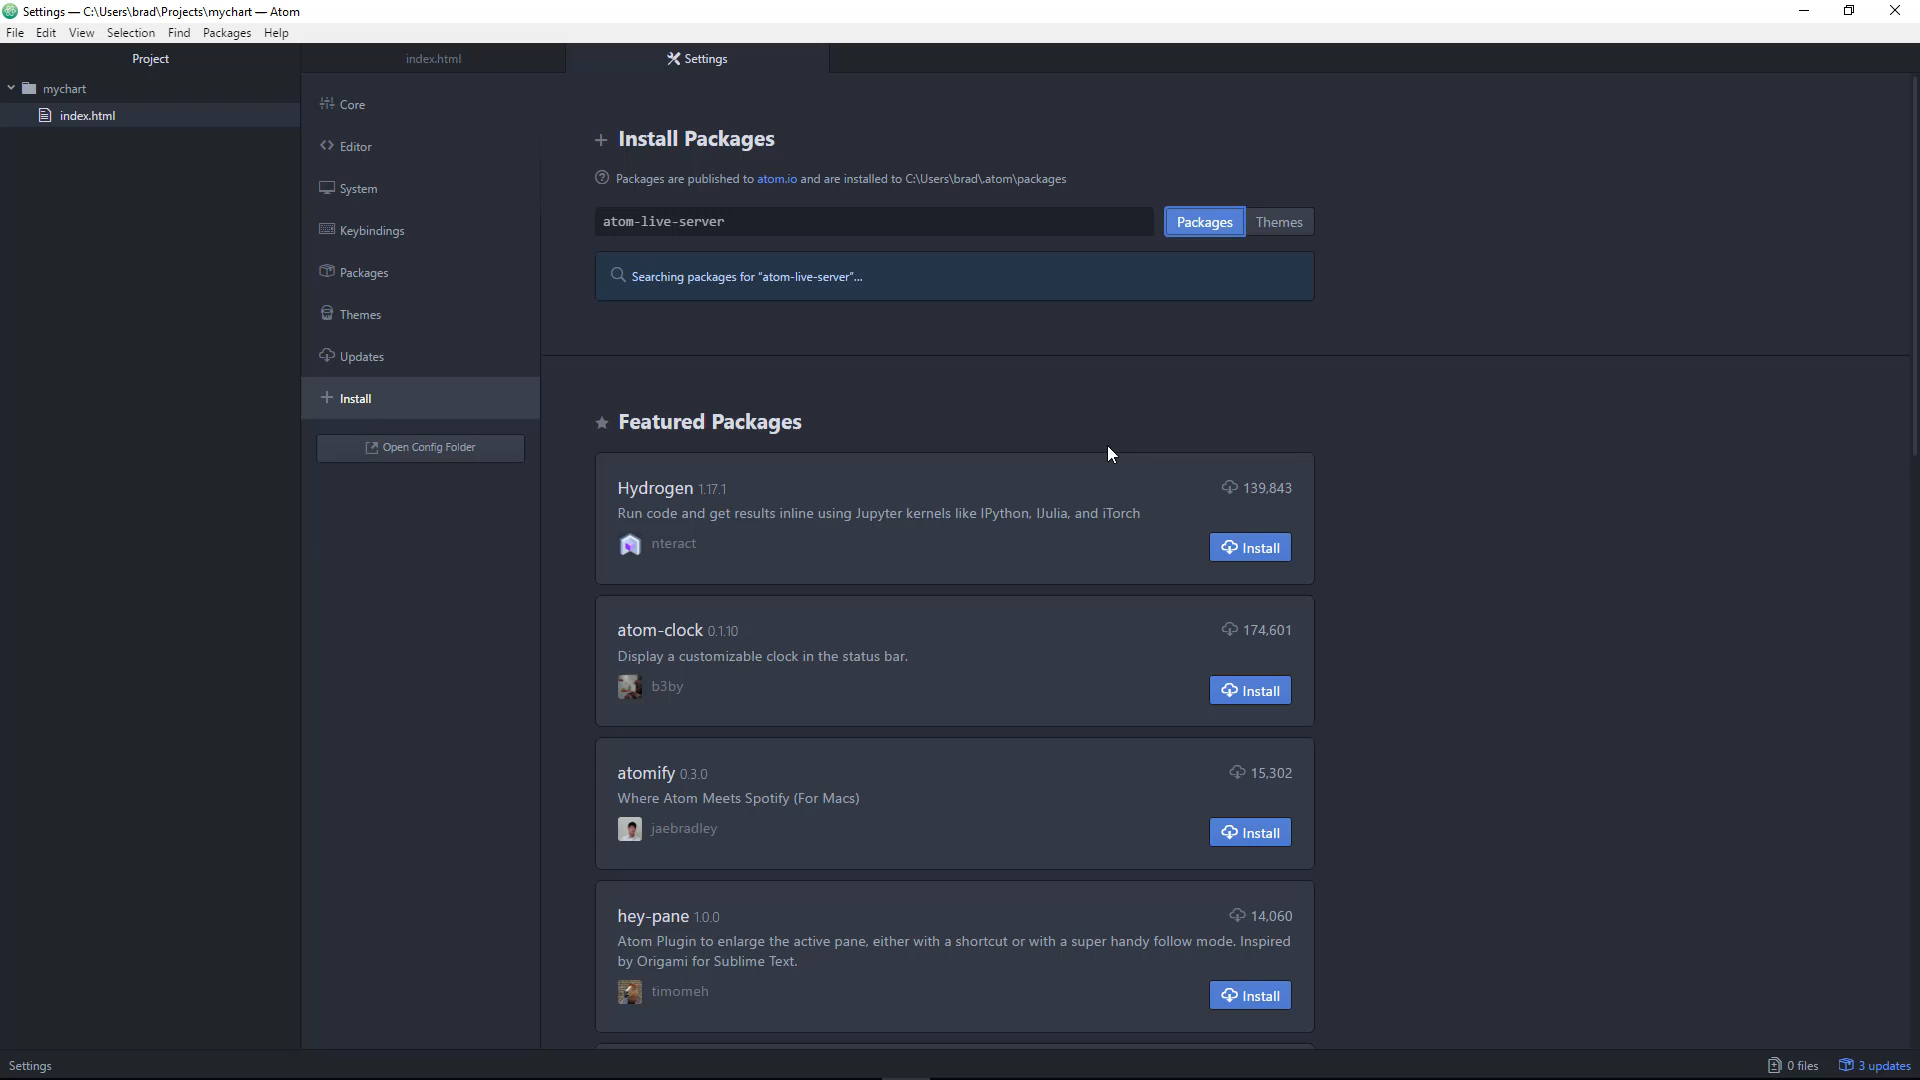 Settings — C:\Users\brad\Projects\mychart — Atom
File Edit View Selection Find Packages Help
Project
index.html
Settings
mychart
index.html
Core
Editor
System
Keybindings
Packages
Themes
Updates
Install
Open Config Folder
Install Packages
Packages are published to atom.io and are installed to C:\Users\brad\.atom\packages
atom-live-server
Packages Themes
Searching packages for “atom-live-server”...
Featured Packages
Hydrogen 1.17.1 139,843
Run code and get results inline using Jupyter kernels like IPython, IJulia, and iTorch
nteract
Install
atom-clock 0.1.10 174,601
Display a customizable clock in the status bar.
b3by
Install
atomify 0.3.0 15,302
Where Atom Meets Spotify (For Macs)
jaebradley
Install
hey-pane 1.0.0 14,060
Atom Plugin to enlarge the active pane, either with a shortcut or with a super handy follow mode. Inspired
by Origami for Sublime Text.
timomeh
Install
Settings
0 files 3 updates